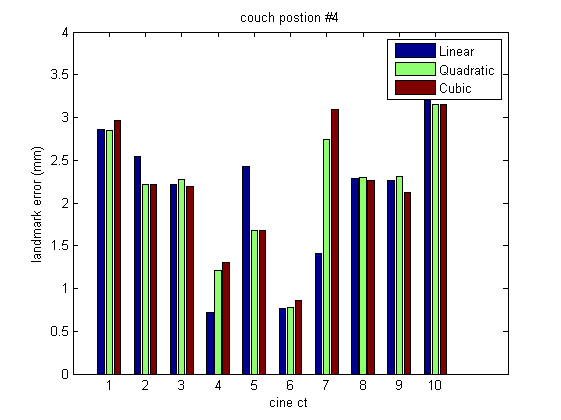 couch postion #4
4
3.5
3
2.5
2
1.5
1
0.5
0
landmark error (mm)
Linear
Quadratic
Cubic
1 2 3 4 5 6 7 8 9 10
cine ct